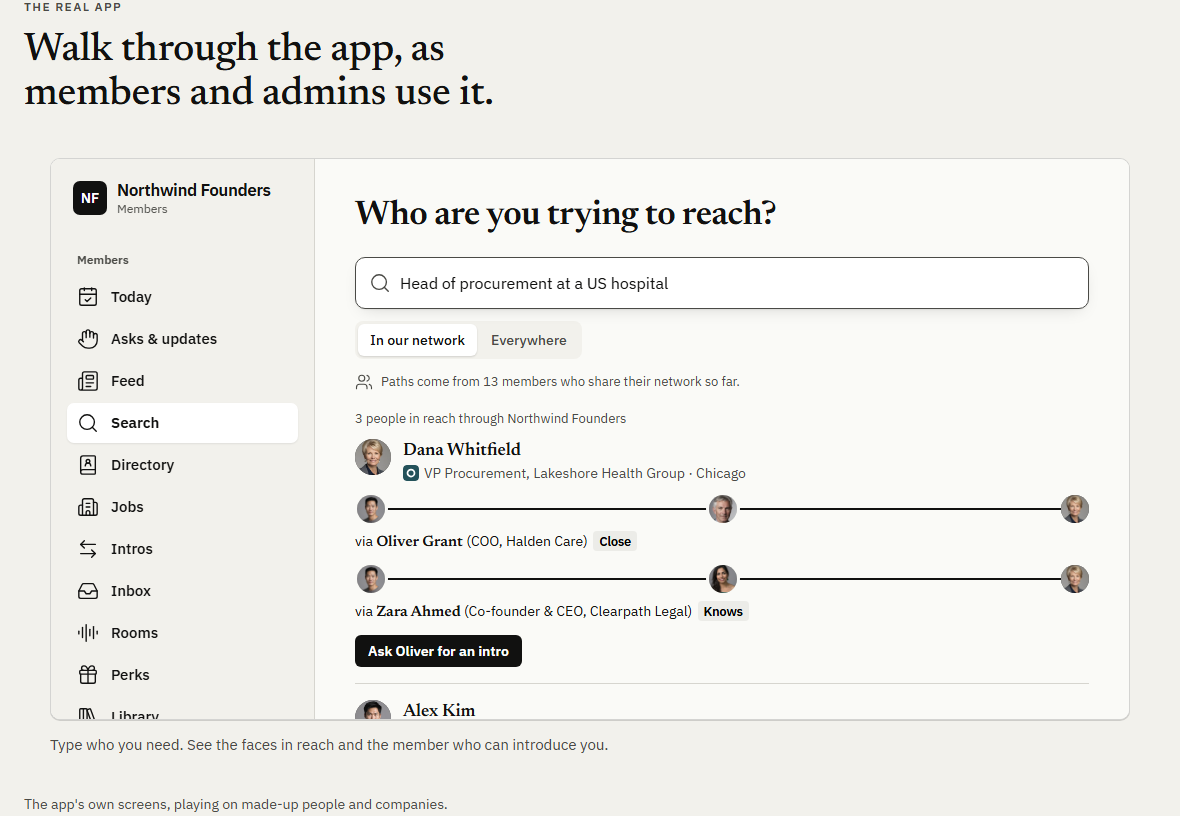 THE REAL APP
Walk through the app, as
members and admins use it.
NF
Northwind Founders
Members
Members
Today
Asks & updates
Feed
Search
Directory
Jobs
Intros
Inbox
Rooms
Perks
Library
Who are you trying to reach?
Head of procurement at a US hospital
In our network
Everywhere
Paths come from 13 members who share their network so far.
3 people in reach through Northwind Founders
Dana Whitfield
VP Procurement, Lakeshore Health Group · Chicago
via Oliver Grant (COO, Halden Care) Close
via Zara Ahmed (Co-founder & CEO, Clearpath Legal) Knows
Ask Oliver for an intro
Alex Kim
Type who you need. See the faces in reach and the member who can introduce you.
The app's own screens, playing on made-up people and companies.